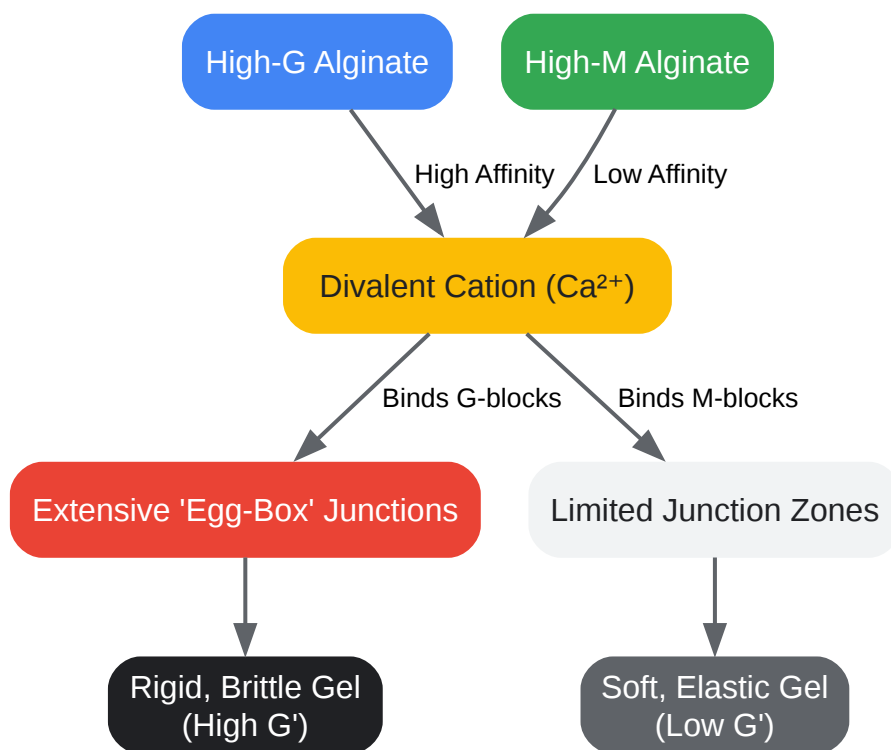 High-G Alginate
High-M Alginate
High Affinity
Low Affinity
Divalent Cation (Ca²⁺)
Binds G-blocks
Binds M-blocks
Extensive 'Egg-Box' Junctions
Limited Junction Zones
Rigid, Brittle Gel
(High G')
Soft, Elastic Gel
(Low G')